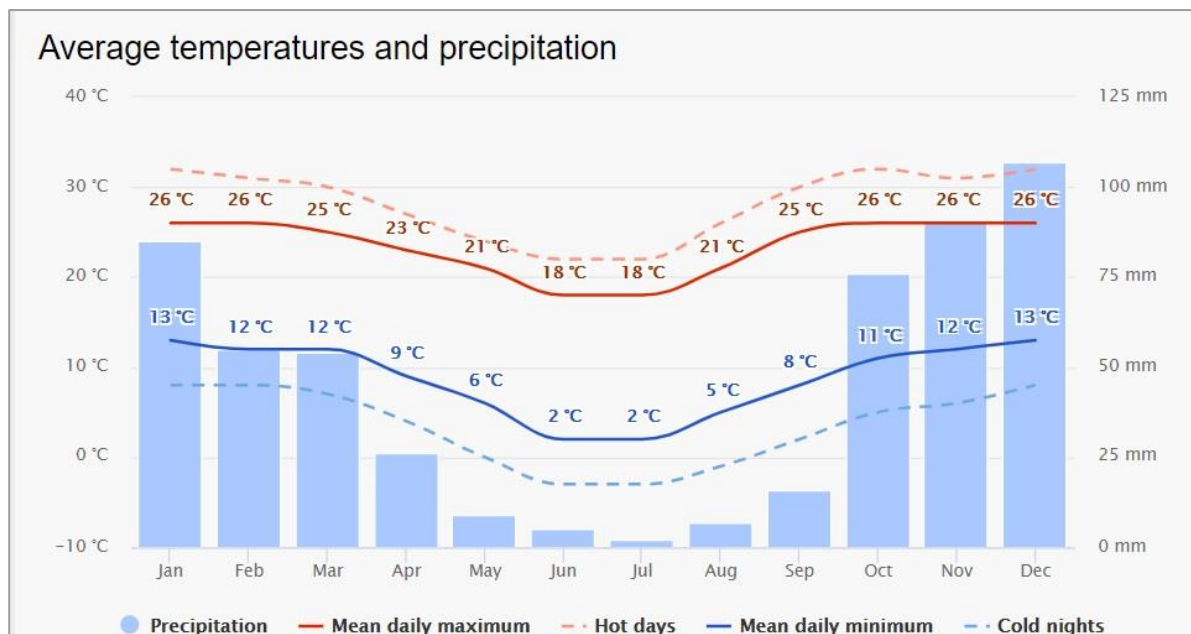 Average temperatures and precipitation
40 °C 125 mm
30 °C 100 mm
26 °C 26 °C 25 °C 23 °C 21 °C 18 °C 18 °C 21 °C 25 °C 26 °C 26 °C 26 °C
20 °C 75 mm
13 °C 12 °C 12 °C 9 °C 6 °C 2 °C 2 °C 5 °C 8 °C 11 °C 12 °C 13 °C
10 °C 50 mm
0 °C 25 mm
-10 °C 0 mm
Jan Feb Mar Apr May Jun Jul Aug Sep Oct Nov Dec
Precipitation Mean daily maximum Hot days Mean daily minimum Cold nights